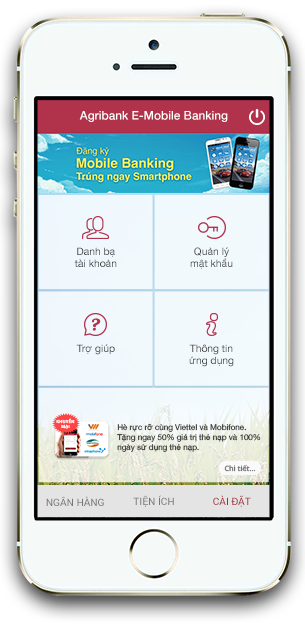 Agribank E-Mobile Banking
Đăng ký
Mobile Banking
Trúng ngay Smartphone
Danh bạ
tài khoản
Quản lý
mật khẩu
Trợ giúp
Thông tin
ứng dụng
KHUYẾN
MẠI
Hè rực rỡ cùng Viettel và Mobifone.
Tặng ngay 50% giá trị thẻ nạp và 100%
ngày sử dụng thẻ nạp.
Chi tiết...
NGÂN HÀNG
TIỆN ÍCH
CÀI ĐẶT